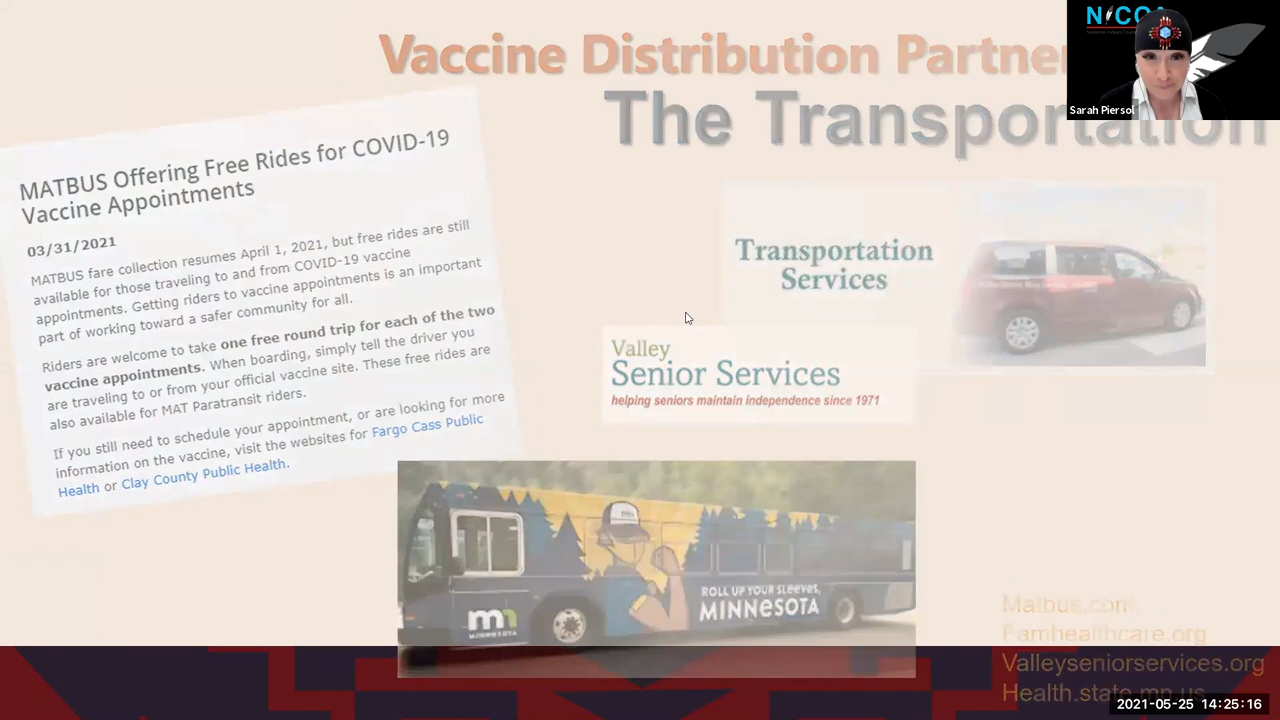 Vaccine Distribution Partner
The Transportation
NICOA
Sarah Piersol
MATBUS Offering Free Rides for COVID-19
Vaccine Appointments
03/31/2021
MATBUS fare collection resumes April 1, 2021, but free rides are still
available for those traveling to and from COVID-19 vaccine
appointments. Getting riders to vaccine appointments is an important
part of working toward a safer community for all.
Riders are welcome to take one free round trip for each of the two
vaccine appointments. When boarding, simply tell the driver you
are traveling to or from your official vaccine site. These free rides are
also available for MAT Paratransit riders.
If you still need to schedule your appointment, or are looking for more
information on the vaccine, visit the websites for Fargo Cass Public
Health or Clay County Public Health.
Transportation
Services
Valley
Senior Services
helping seniors maintain independence since 1971
ROLL UP YOUR SLEEVES,
MINNESOTA
mn
MINNESOTA
Matbus.com
Famhealthcare.org
Valleyseniorservices.org
Health.state.mn.us
2021-05-25 14:25:16